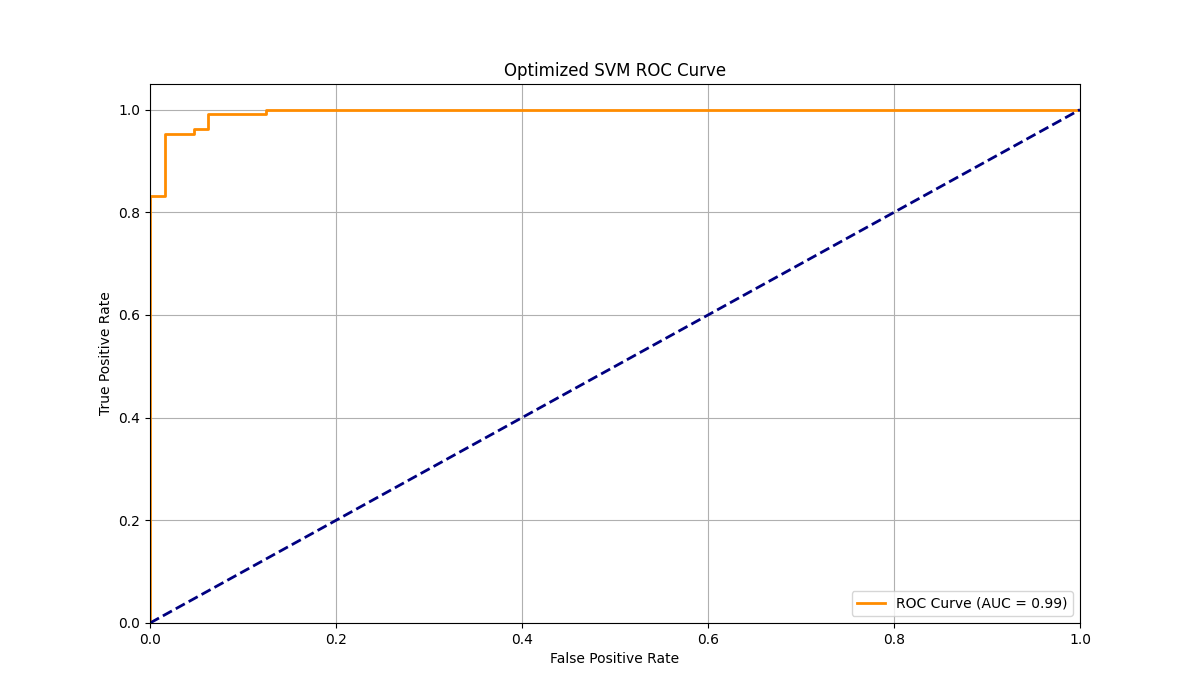 Optimized SVM ROC Curve
True Positive Rate
1.0
0.8
0.6
0.4
0.2
0.0
ROC Curve (AUC = 0.99)
0.0 0.2 0.4 0.6 0.8 1.0
False Positive Rate